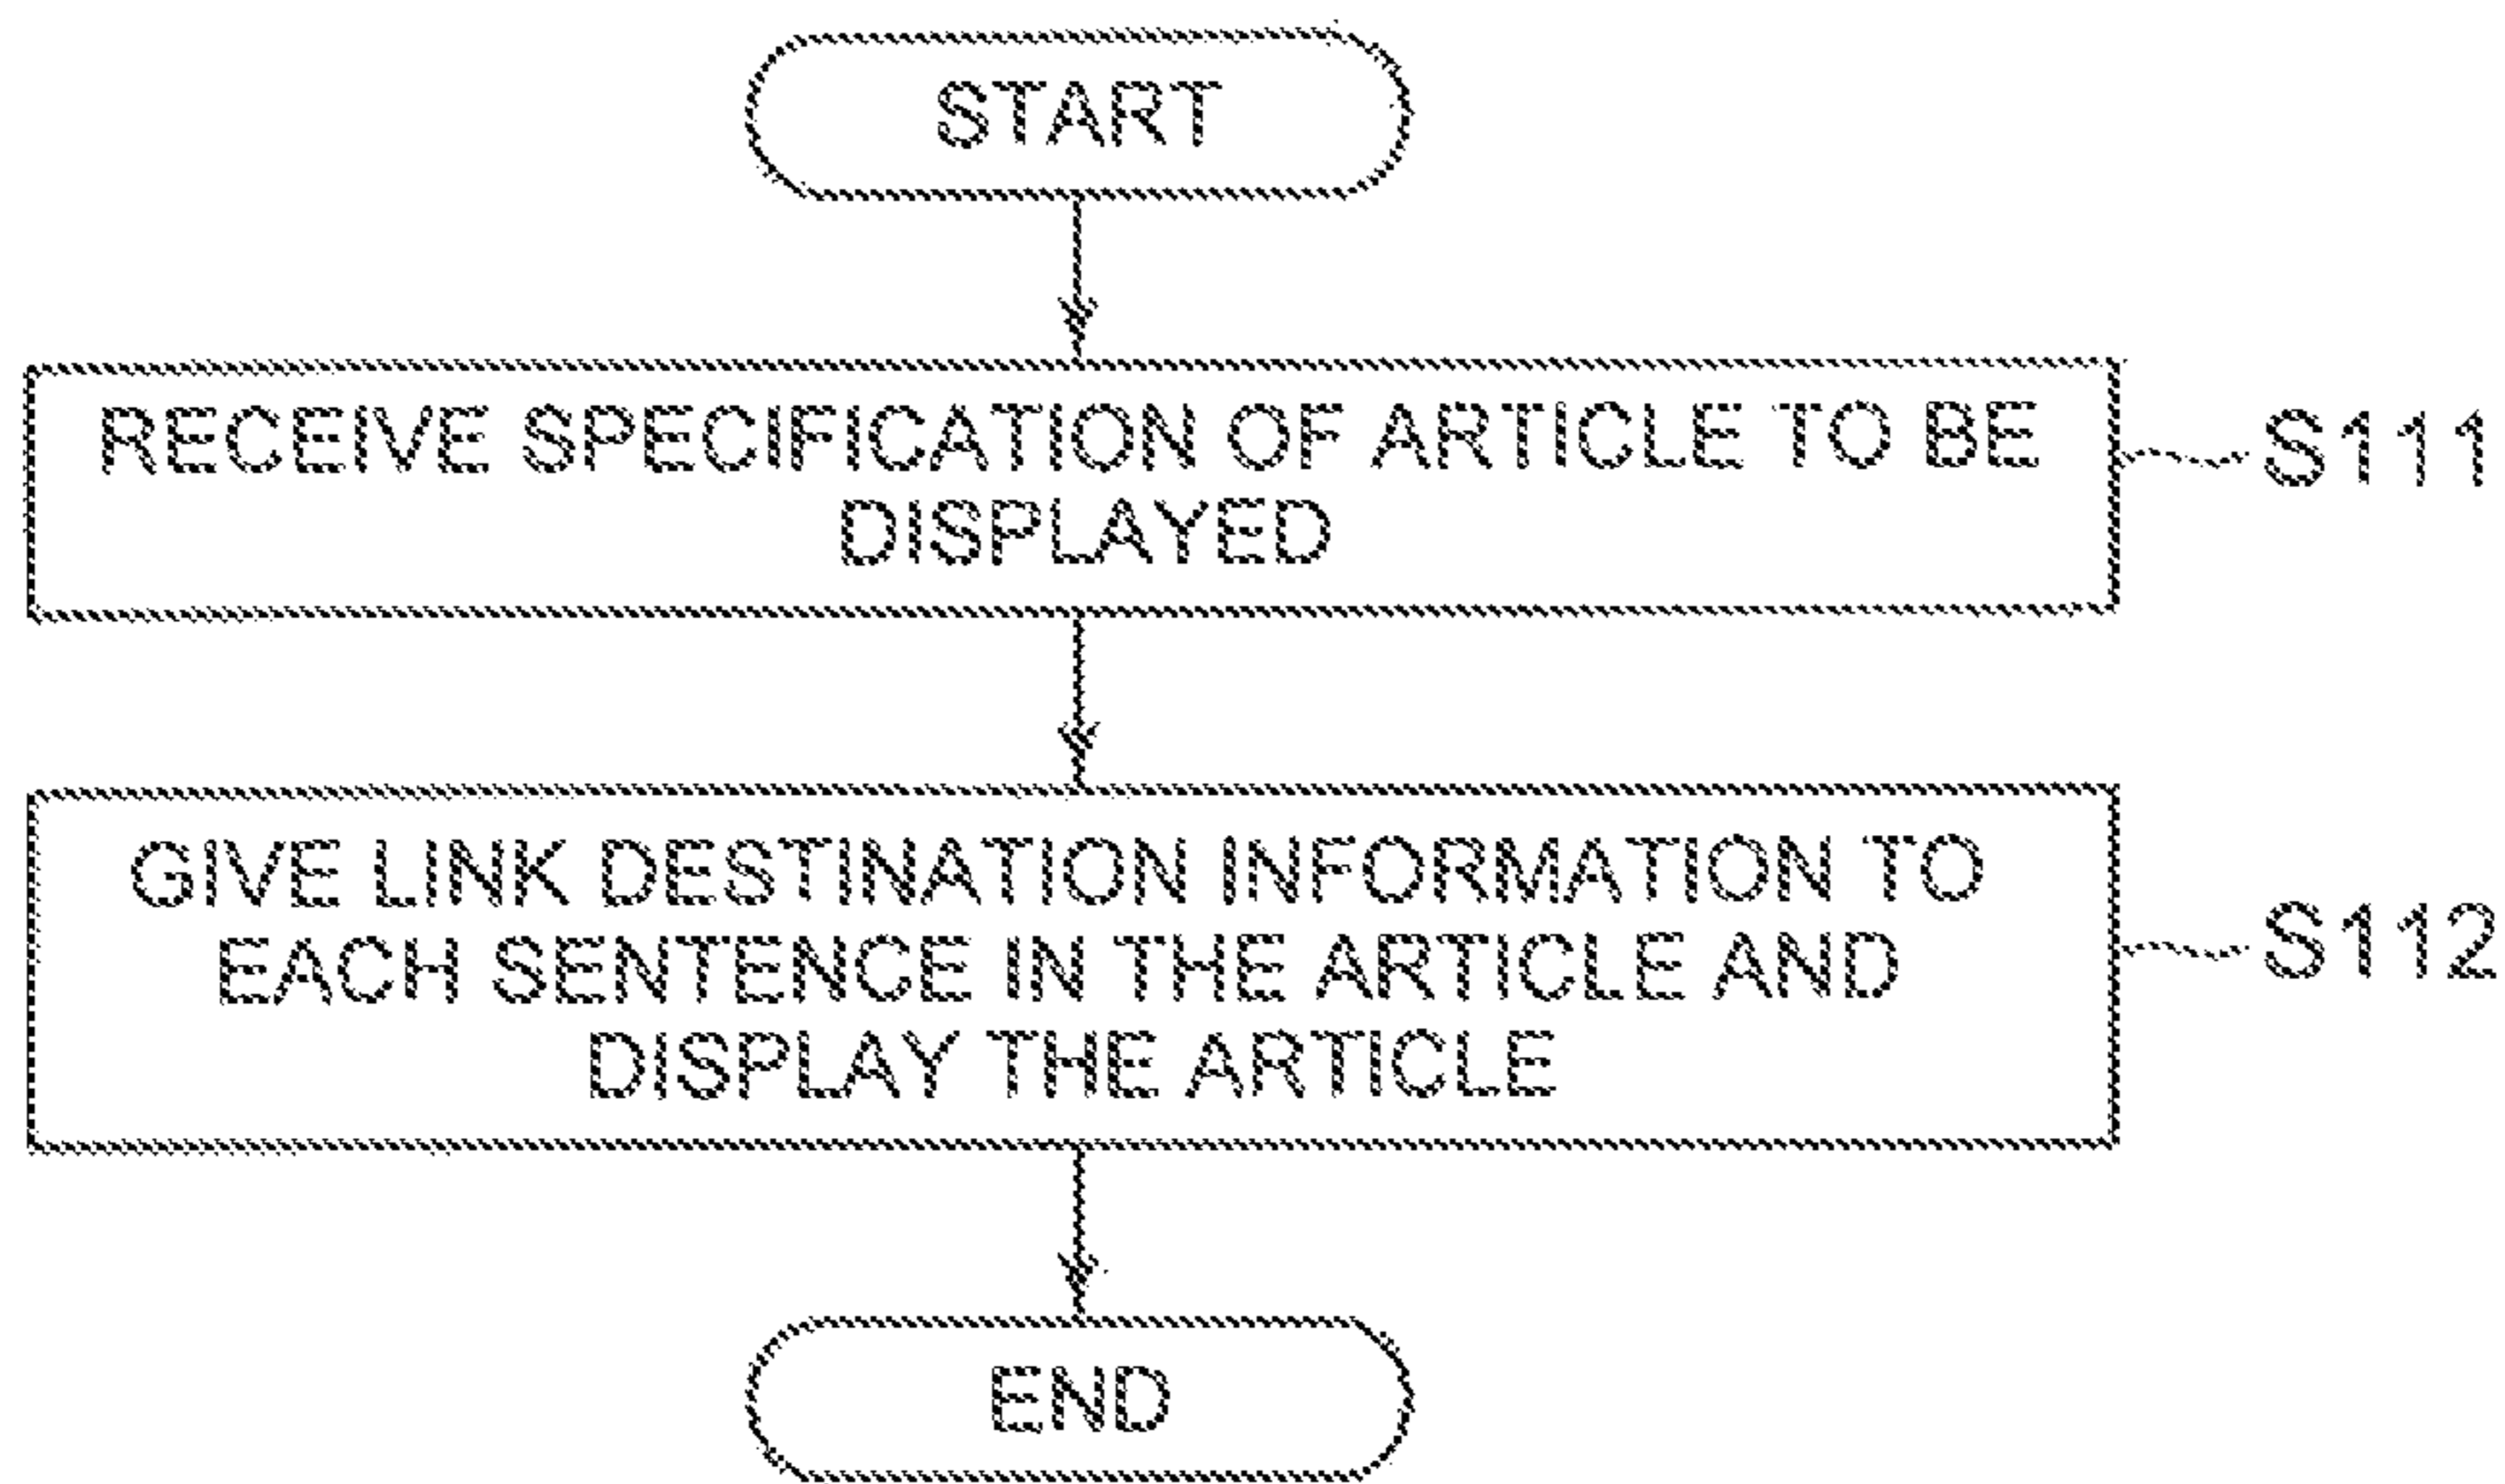 START
RECEIVE SPECIFICATION OF ARTICLE TO BE
DISPLAYED
S111
GIVE LINK DESTINATION INFORMATION TO
EACH SENTENCE IN THE ARTICLE AND
DISPLAY THE ARTICLE
S112
END